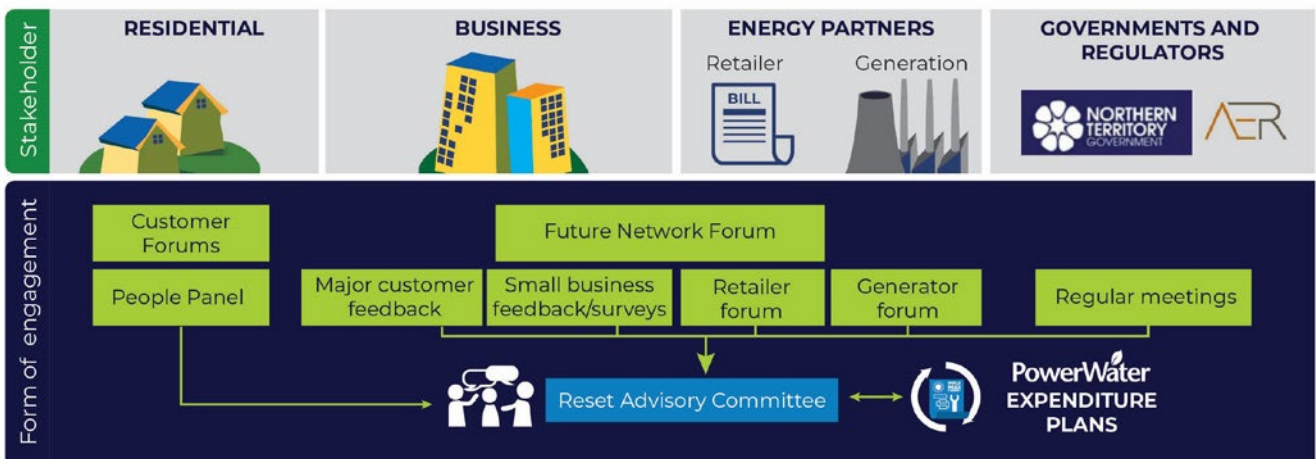 Stakeholder
RESIDENTIAL
BUSINESS
ENERGY PARTNERS
Retailer
Generation
BILL
GOVERNMENTS AND
REGULATORS
NORTHERN
TERRITORY
GOVERNMENT
AER
Form of engagement
Customer
Forums
Future Network Forum
People Panel
Major customer
feedback
Small business
feedback/surveys
Retailer
forum
Generator
forum
Regular meetings
Reset Advisory Committee
PowerWater
EXPENDITURE
PLANS